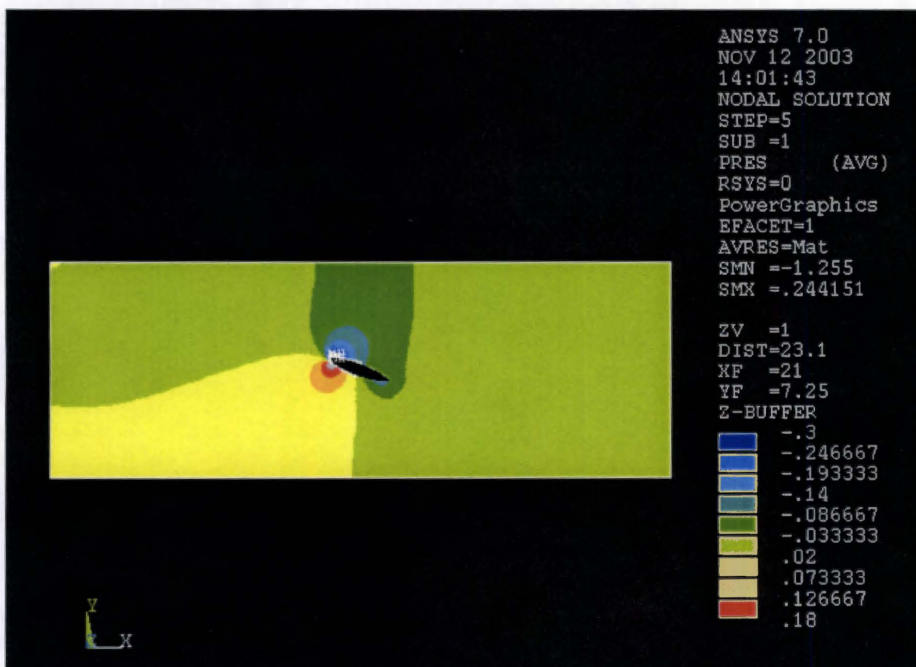 ANSYS 7.0
NOV 12 2003
14:01:43
NODAL SOLUTION
STEP=5
SUB =1
PRES (AVG)
RSYS=0
PowerGraphics
EFACET=1
AVRES=Mat
SMN =-1.255
SMX =.244151
ZV =1
DIST=23.1
XF =21
YF =7.25
Z-BUFFER
-.3
-.246667
-.193333
-.14
-.086667
-.033333
.02
.073333
.126667
.18
Y
X